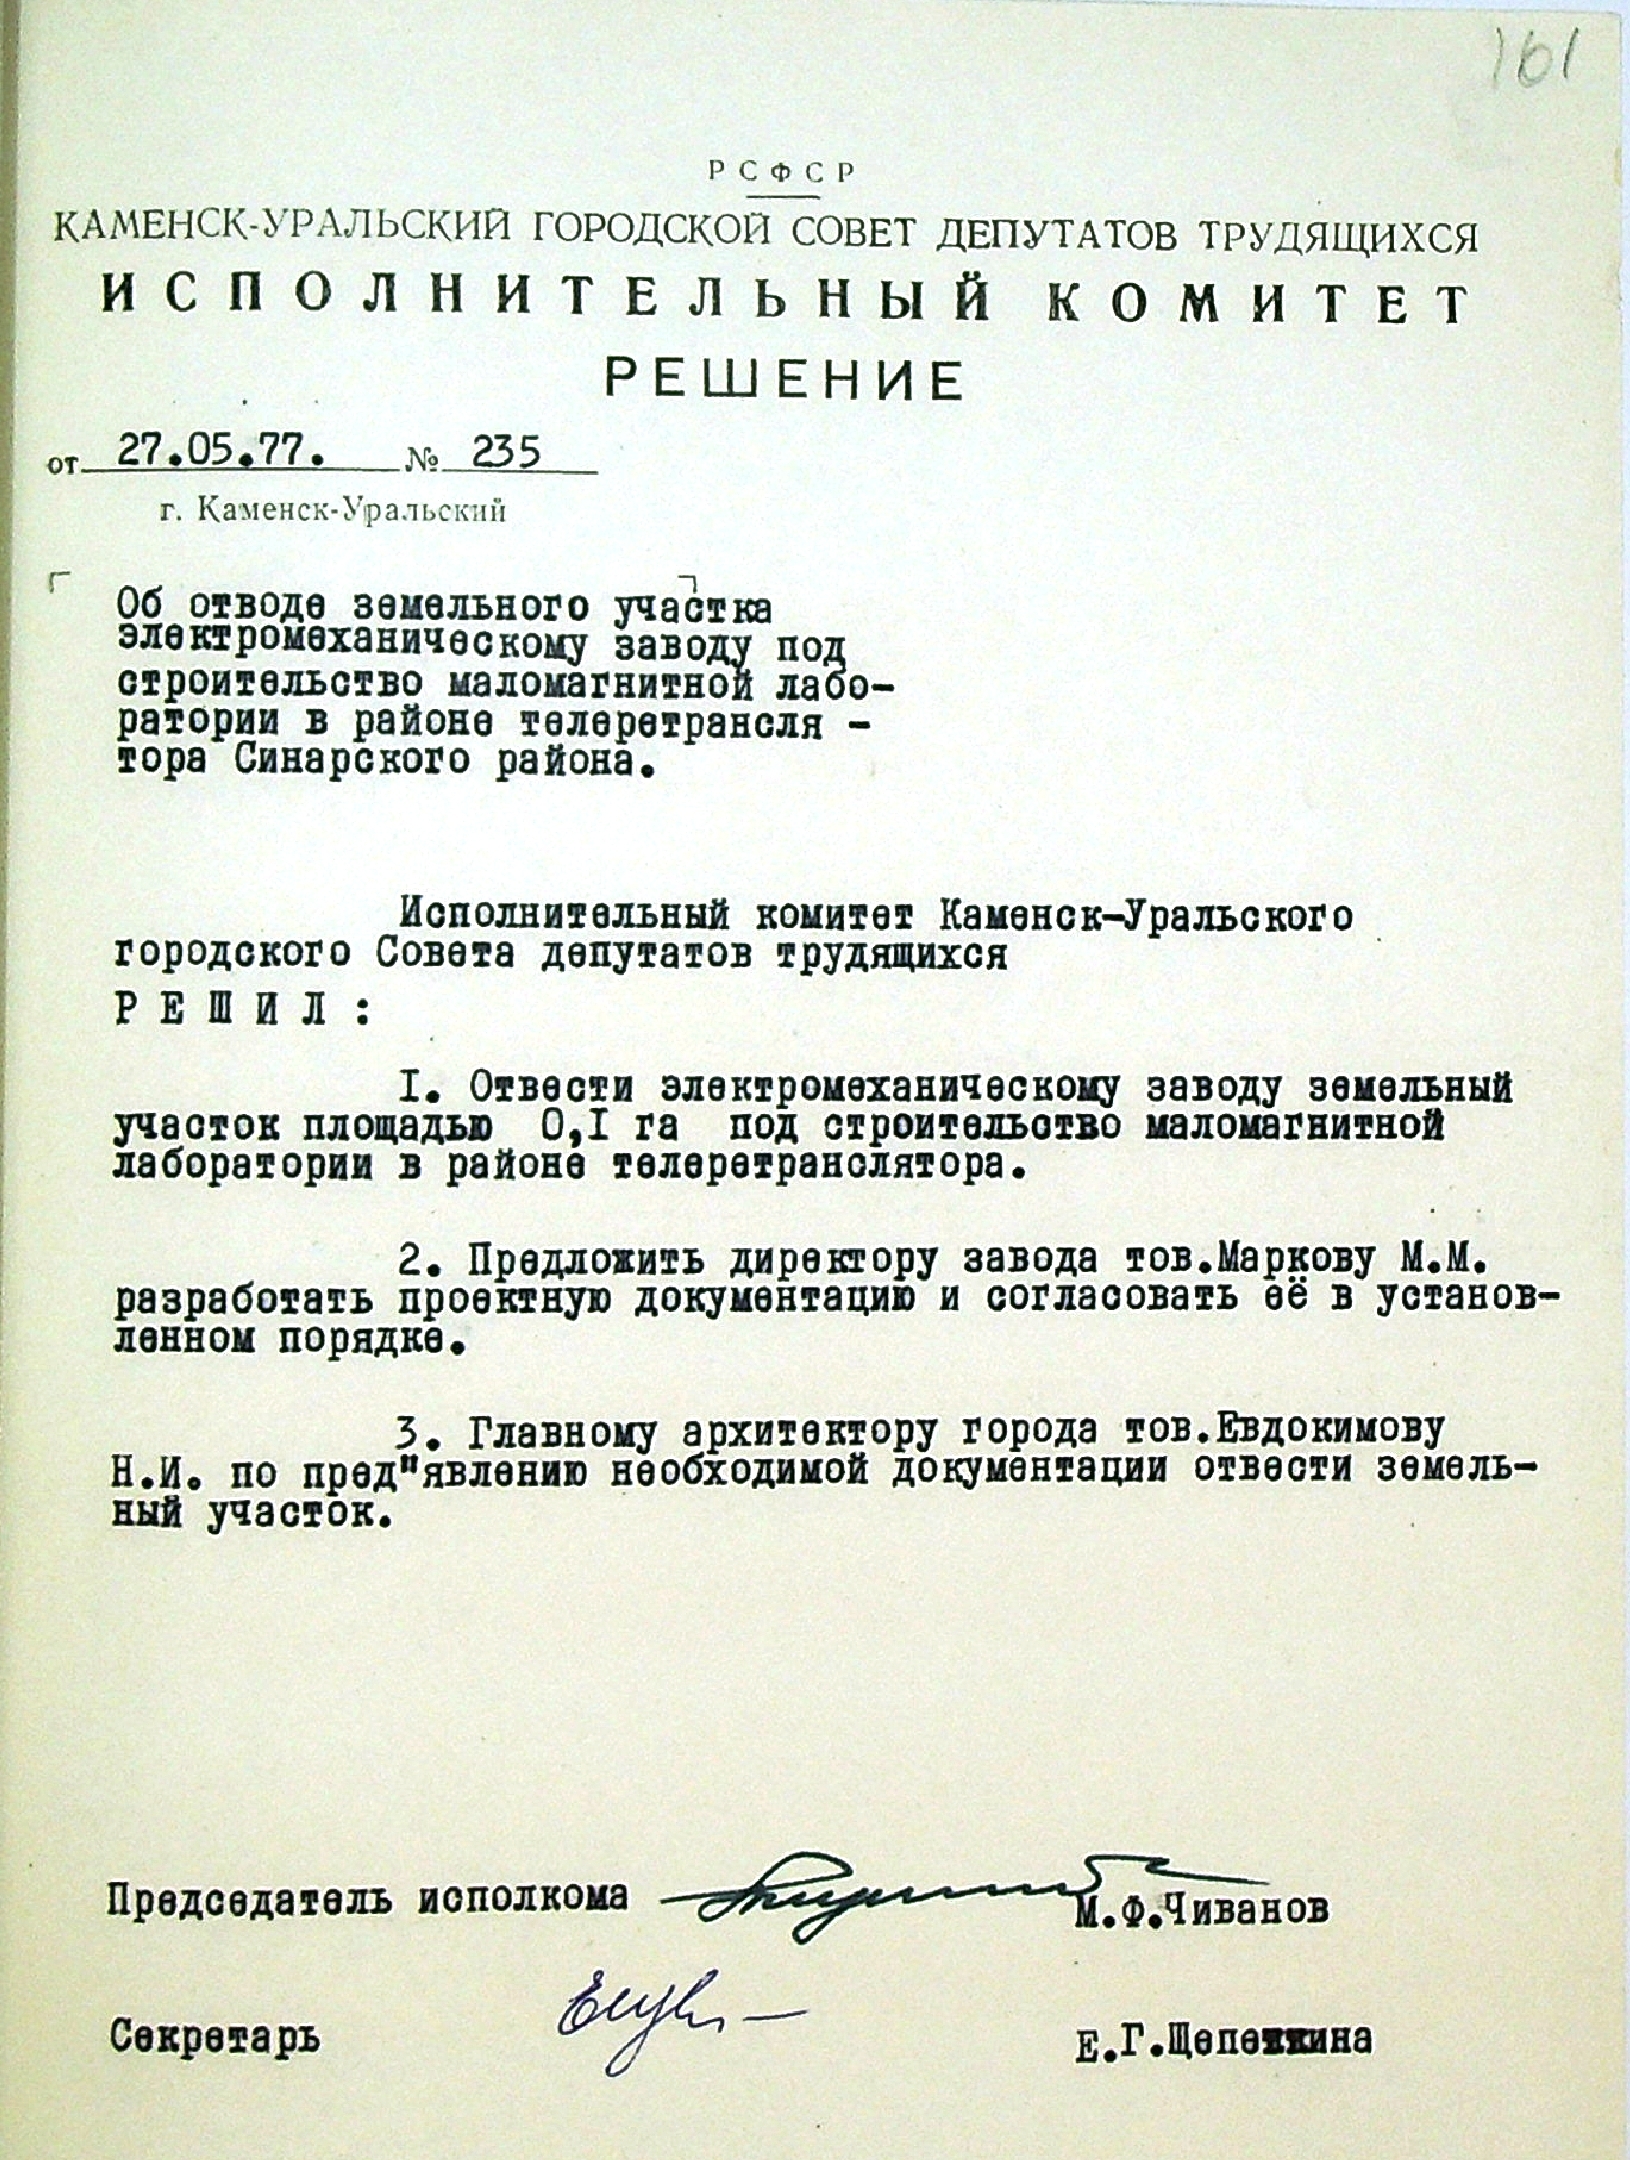 161
РСФСР
КАМЕНСК-УРАЛЬСКИЙ ГОРОДСКОЙ СОВЕТ ДЕПУТАТОВ ТРУДЯЩИХСЯ
ИСПОЛНИТЕЛЬНЫЙ КОМИТЕТ
РЕШЕНИЕ
от 27.05.77. № 235
г. Каменск-Уральский
Об отводе земельного участка
электромеханическому заводу под
строительство маломагнитной лабо-
ратории в районе телеретрансля -
тора Синарского района.
Исполнительный комитет Каменск-Уральского
городского Совета депутатов трудящихся
Р Е Ш И Л :
I. Отвести электромеханическому заводу земельный
участок площадью 0,I га под строительство маломагнитной
лаборатории в районе телеретранслятора.
2. Предложить директору завода тов.Маркову М.М.
разработать проектную документацию и согласовать её в установ-
ленном порядке.
3. Главному архитектору города тов.Евдокимову
Н.И. по пред"явлению необходимой документации отвести земель-
ный участок.
Председатель исполкома М.Ф.Чиванов
Секретарь